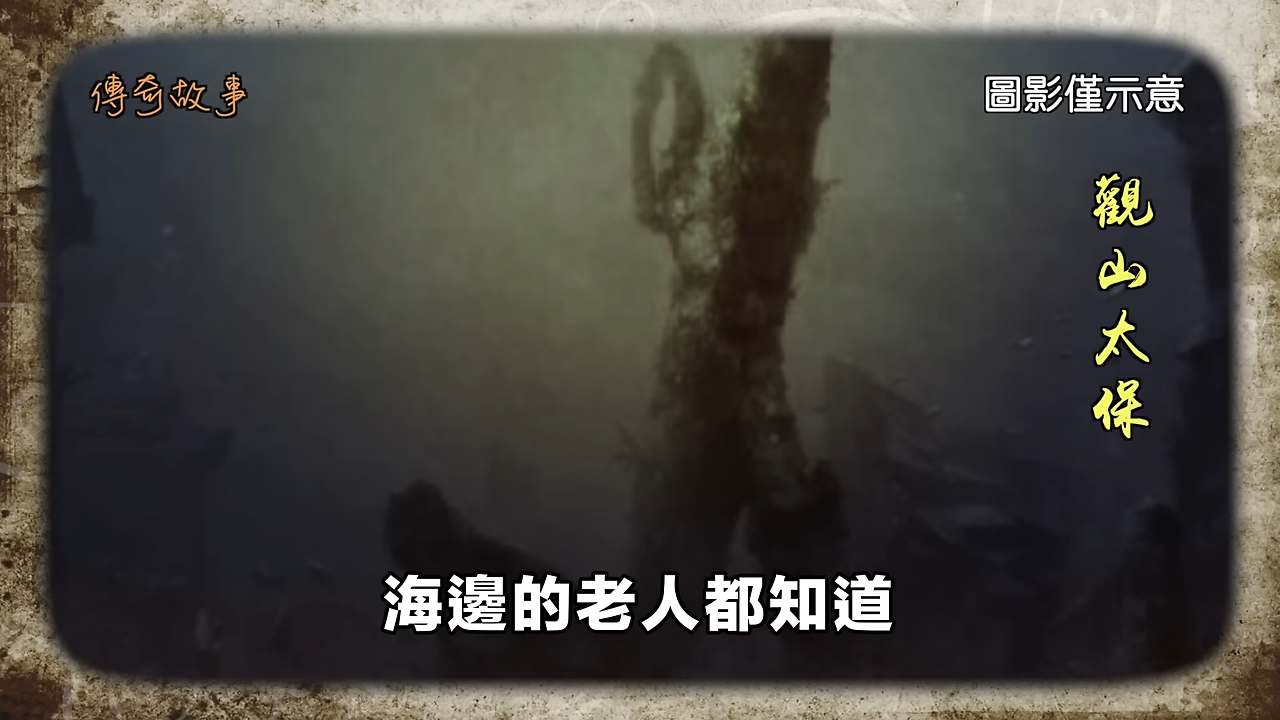 傳奇故事
圖影僅示意
觀山太保
海邊的老人都知道